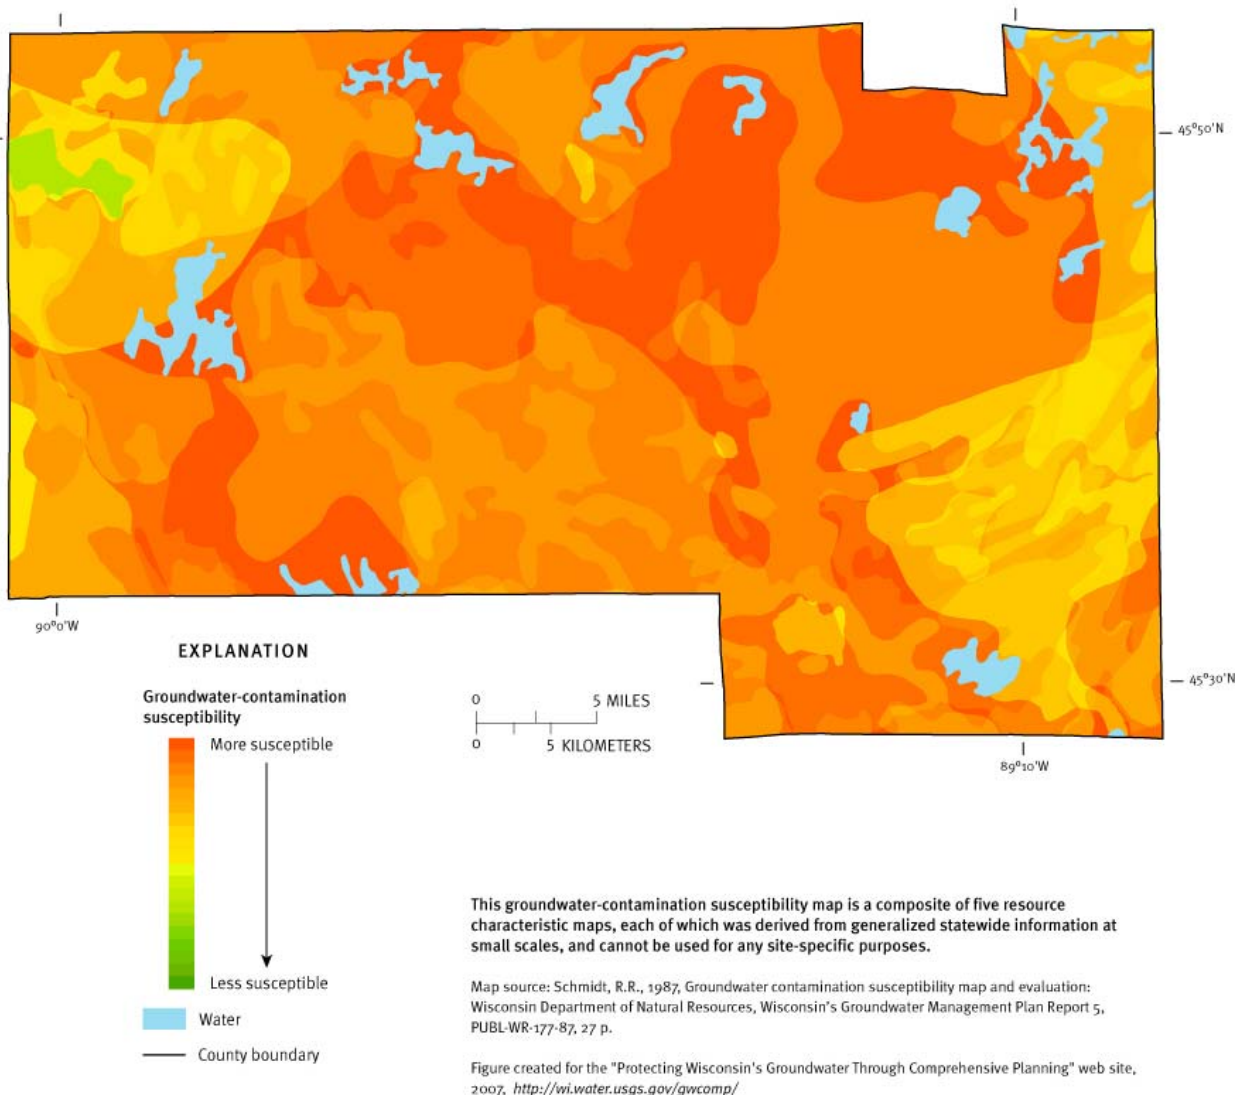 45°50'N
90°0'W
EXPLANATION
Groundwater-contamination
susceptibility
More susceptible
Less susceptible
Water
County boundary
0 5 MILES
0 5 KILOMETERS
45°30'N
89°10'W
This groundwater-contamination susceptibility map is a composite of five resource
characteristic maps, each of which was derived from generalized statewide information at
small scales, and cannot be used for any site-specific purposes.
Map source: Schmidt, R.R., 1987, Groundwater contamination susceptibility map and evaluation:
Wisconsin Department of Natural Resources, Wisconsin's Groundwater Management Plan Report 5,
PUBL-WR-177-87, 27 p.
Figure created for the "Protecting Wisconsin's Groundwater Through Comprehensive Planning" web site,
2007, http://wi.water.usgs.gov/gwcomp/